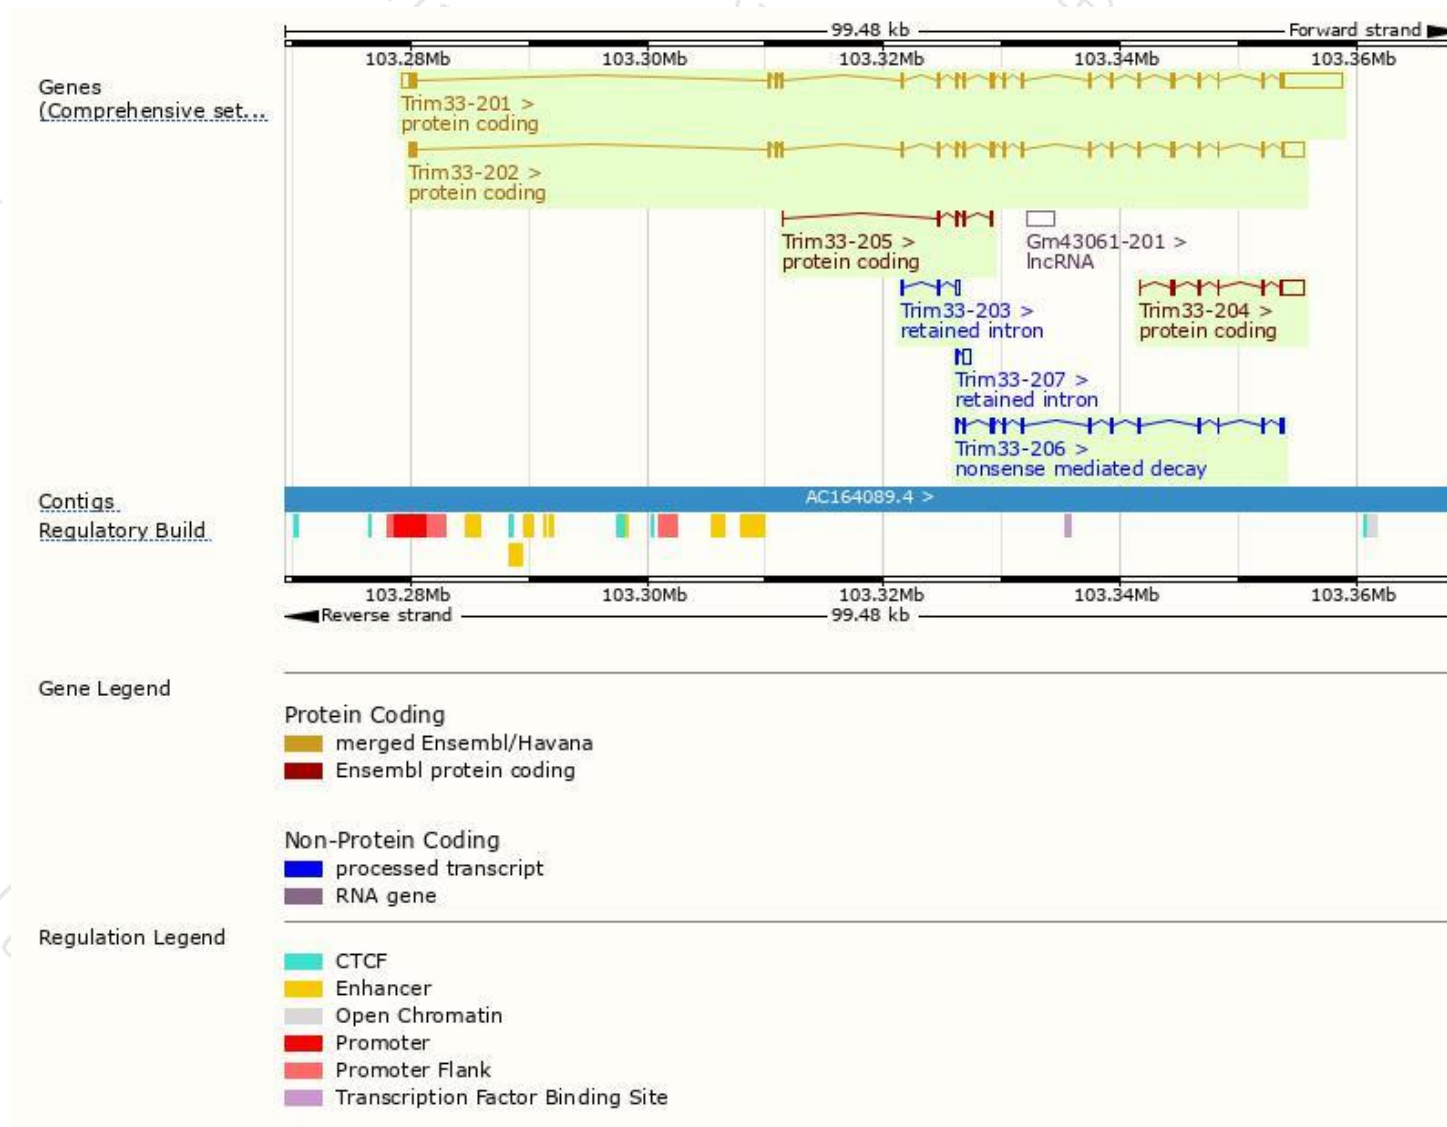 99.48 kb Forward strand
103.28Mb 103.30Mb 103.32Mb 103.34Mb 103.36Mb
Genes
(Comprehensive set...
Trim33-201 >
protein coding
Trim33-202 >
protein coding
Trim33-205 >
protein coding
Gm43061-201 >
lncRNA
Trim33-203 >
retained intron
Trim33-204 >
protein coding
Trim33-207 >
retained intron
Trim33-206 >
nonsense mediated decay
Contigs
AC164089.4 >
Regulatory Build
103.28Mb 103.30Mb 103.32Mb 103.34Mb 103.36Mb
Reverse strand 99.48 kb
Gene Legend
Protein Coding
merged Ensembl/Havana
Ensembl protein coding
Non-Protein Coding
processed transcript
RNA gene
Regulation Legend
CTCF
Enhancer
Open Chromatin
Promoter
Promoter Flank
Transcription Factor Binding Site